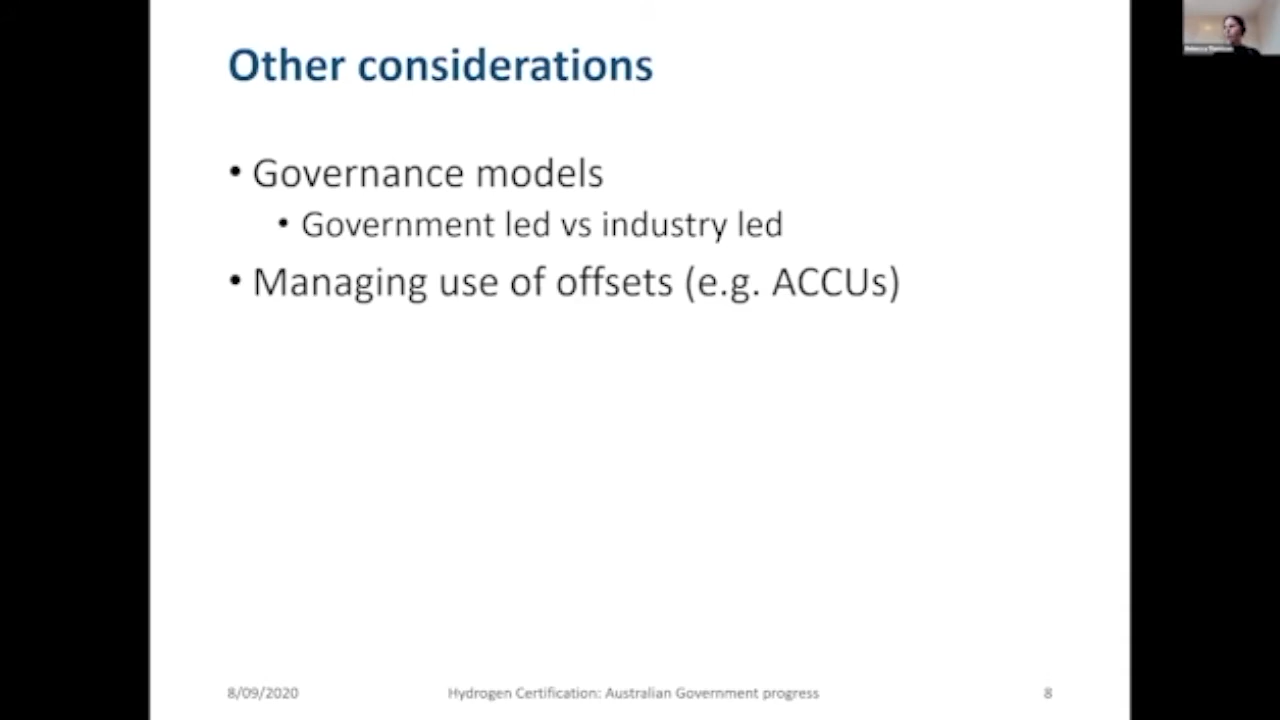 Other considerations
• Governance models
• Government led vs industry led
• Managing use of offsets (e.g. ACCUs)
8/09/2020 Hydrogen Certification: Australian Government progress 8